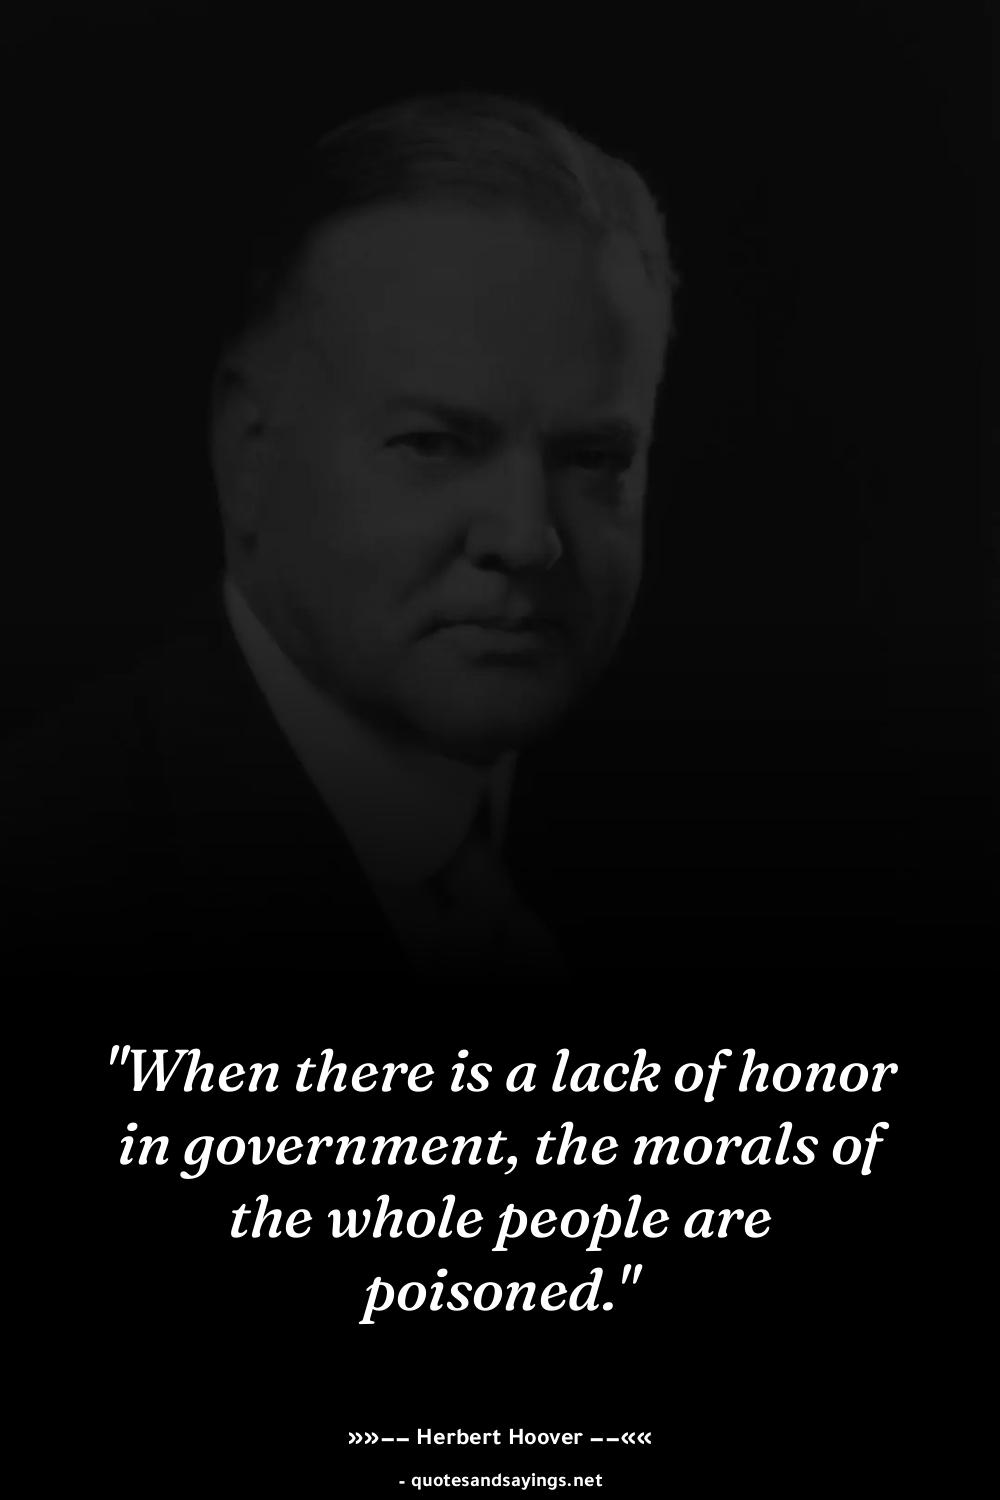 "When there is a lack of honor
in government, the morals of
the whole people are
poisoned."
»»–– Herbert Hoover ––««
- quotesandsayings.net